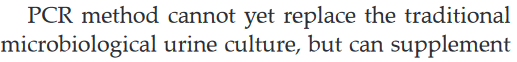 PCR method cannot yet replace the traditional
microbiological urine culture, but can supplement